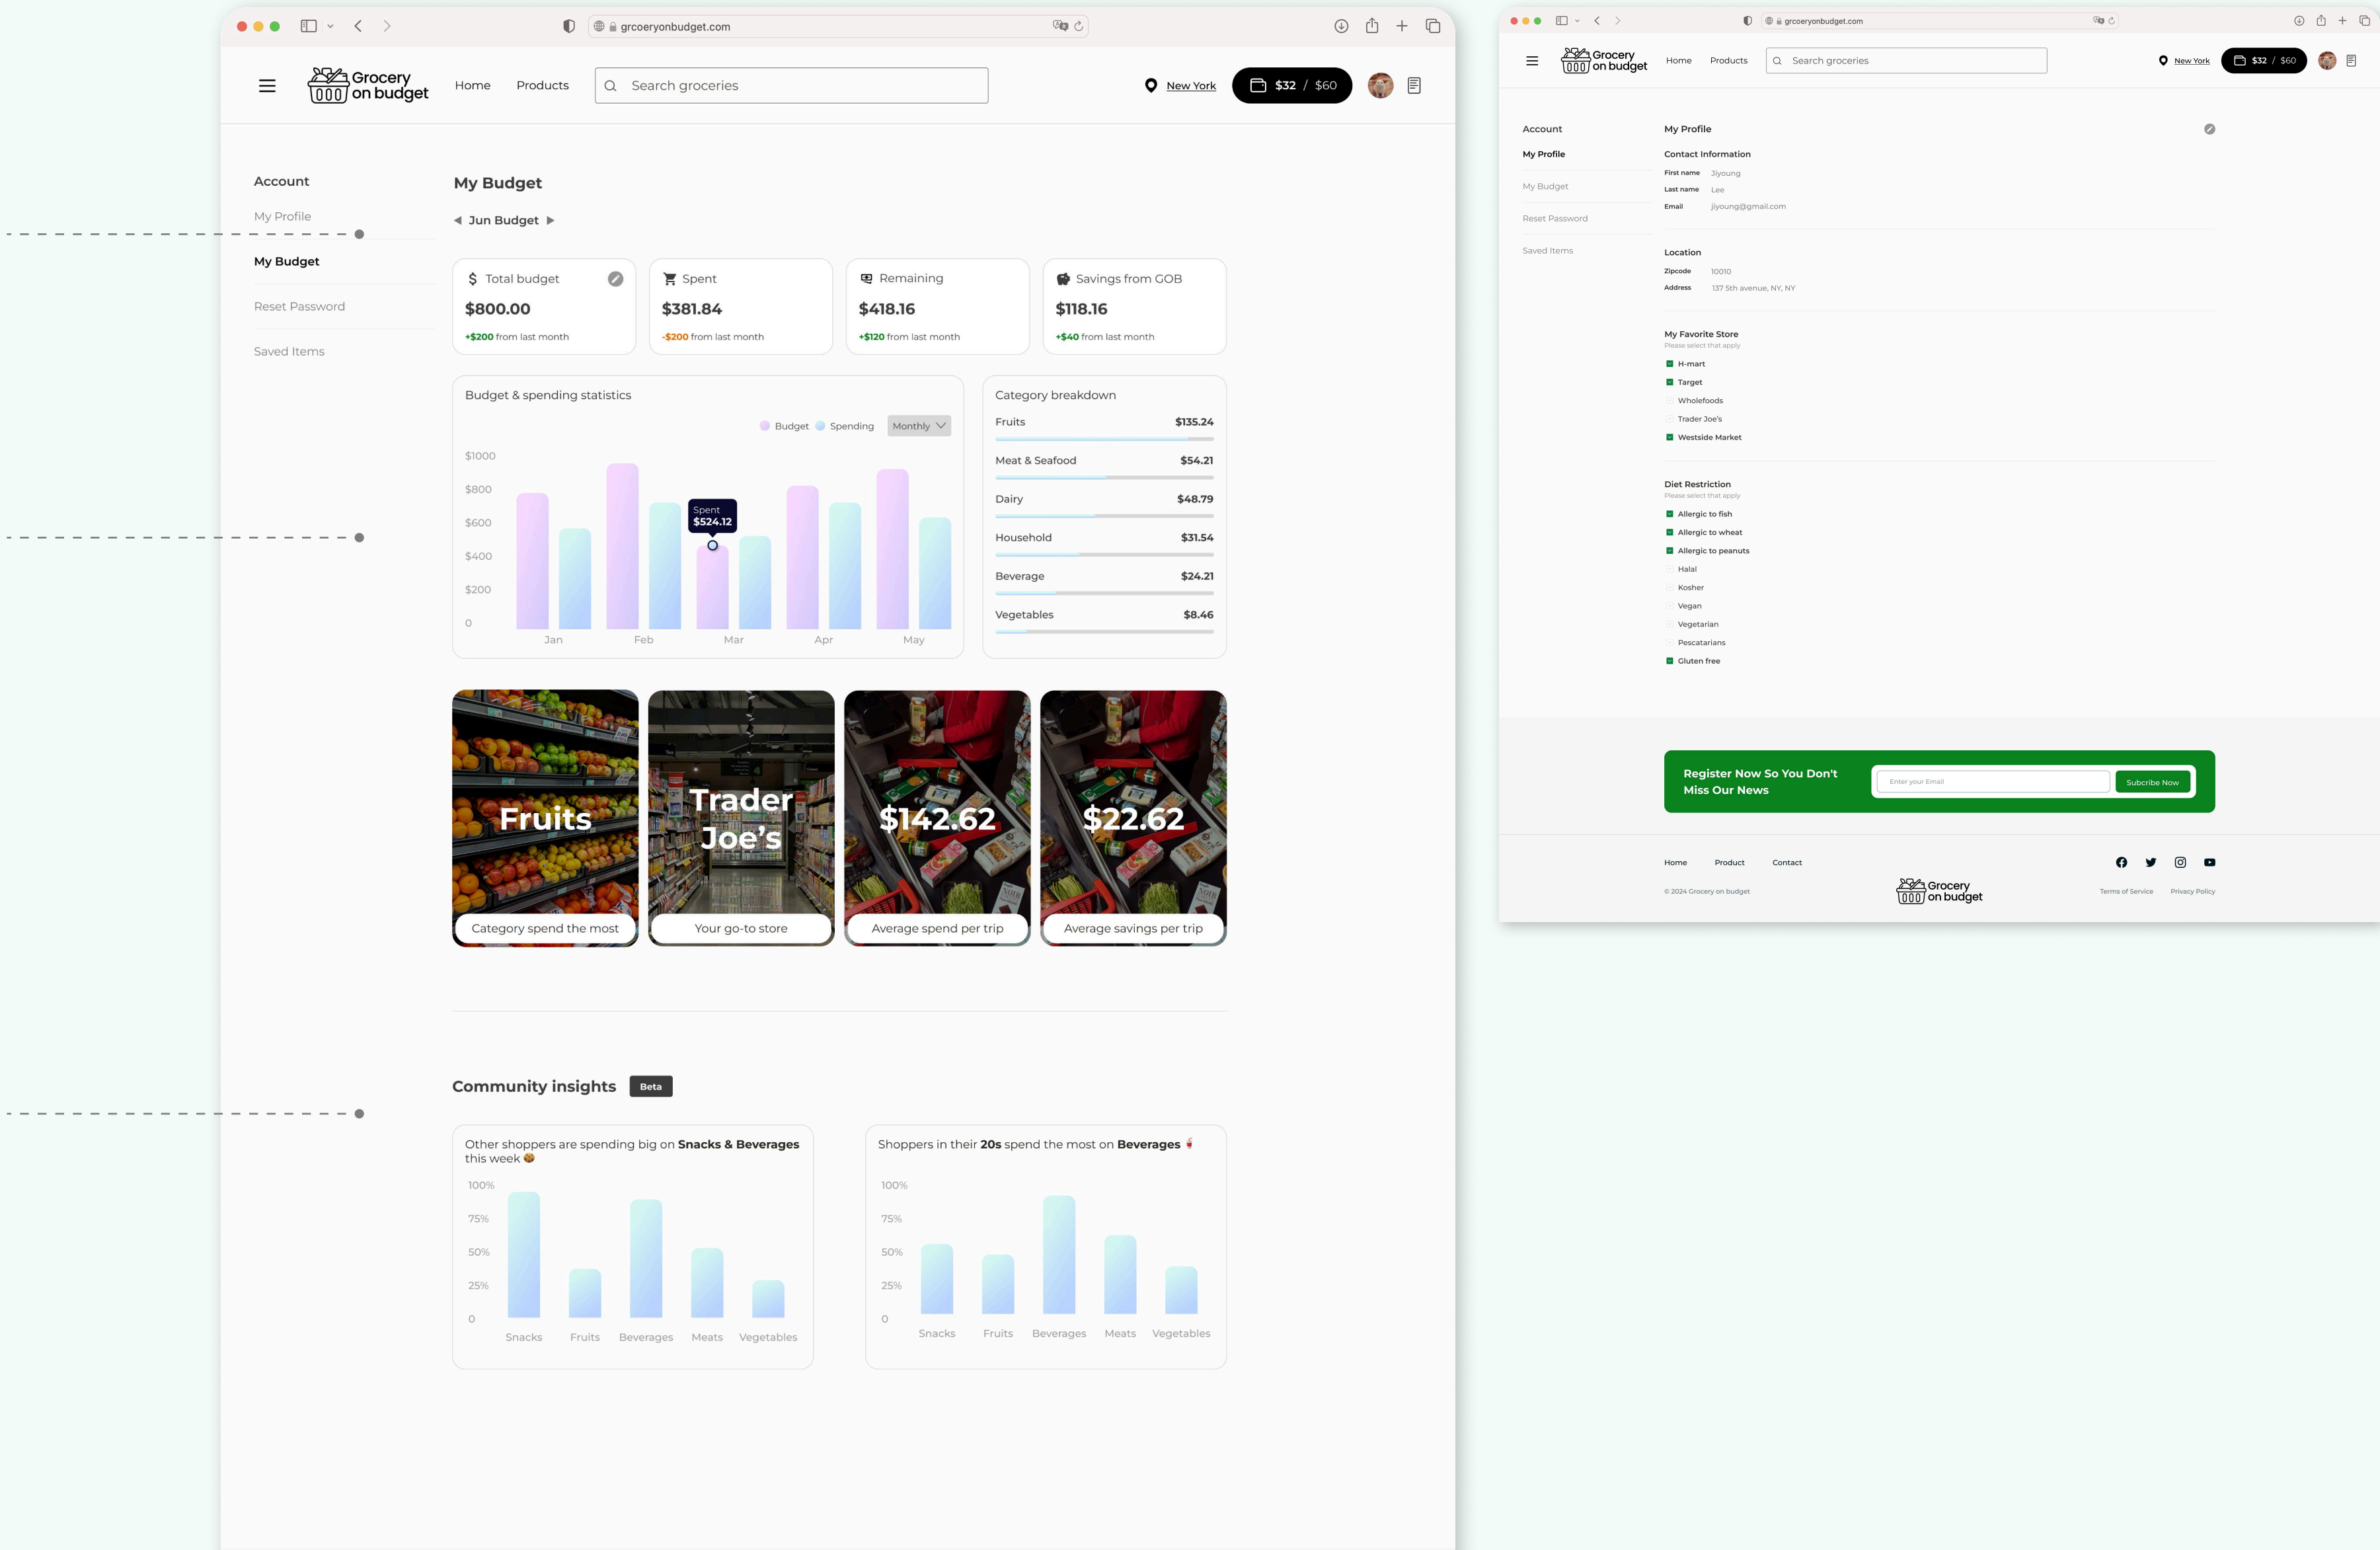 grcoeryonbudget.com
Grocery
on budget
Home
Products
Search groceries
New York
$32 / $60
Account
My Profile
My Budget
Reset Password
Saved Items
My Budget
Jun Budget
Total budget
$800.00
+$200 from last month
Spent
$381.84
-$200 from last month
Remaining
$418.16
+$120 from last month
Savings from GOB
$118.16
+$40 from last month
Budget & spending statistics
Budget
Spending
Monthly
$1000
$800
$600
$400
$200
0
Spent
$524.12
Jan
Feb
Mar
Apr
May
Category breakdown
Fruits $135.24
Meat & Seafood $54.21
Dairy $48.79
Household $31.54
Beverage $24.21
Vegetables $8.46
Fruits
Category spend the most
Trader
Joe's
Your go-to store
$142.62
Average spend per trip
$22.62
Average savings per trip
Community insights
Beta
Other shoppers are spending big on Snacks & Beverages
this week 🍪
100%
75%
50%
25%
0
Snacks
Fruits
Beverages
Meats
Vegetables
Shoppers in their 20s spend the most on Beverages 🧃
100%
75%
50%
25%
0
Snacks
Fruits
Beverages
Meats
Vegetables
grcoeryonbudget.com
Grocery
on budget
Home
Products
Search groceries
New York
$32 / $60
Account
My Profile
My Budget
Reset Password
Saved Items
My Profile
Contact Information
First name Jiyoung
Last name Lee
Email jiyoung@gmail.com
Location
Zipcode 10010
Address 137 5th avenue, NY, NY
My Favorite Store
Please select that apply
H-mart
Target
Wholefoods
Trader Joe's
Westside Market
Diet Restriction
Please select that apply
Allergic to fish
Allergic to wheat
Allergic to peanuts
Halal
Kosher
Vegan
Vegetarian
Pescatarians
Gluten free
Register Now So You Don't
Miss Our News
Enter your Email
Subcribe Now
Home
Product
Contact
© 2024 Grocery on budget
Grocery
on budget
Terms of Service
Privacy Policy